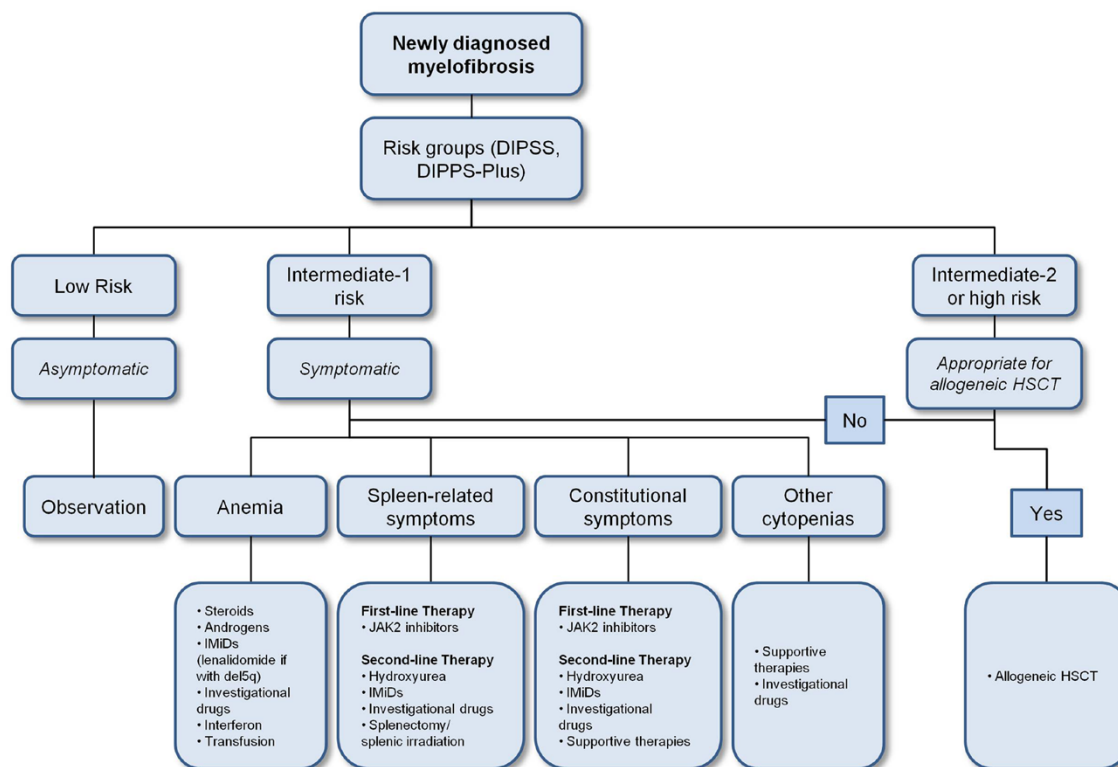 Newly diagnosed
myelofibrosis
Risk groups (DIPSS,
DIPPS-Plus)
Low Risk
Intermediate-1
risk
Intermediate-2
or high risk
Asymptomatic
Symptomatic
Appropriate for
allogeneic HSCT
No
Observation
Anemia
Spleen-related
symptoms
Constitutional
symptoms
Other
cytopenias
Yes
• Steroids
• Androgens
• IMiDs
(lenalidomide if
with del5q)
• Investigational
drugs
• Interferon
• Transfusion
First-line Therapy
• JAK2 inhibitors
Second-line Therapy
• Hydroxyurea
• IMiDs
• Investigational drugs
• Splenectomy/
splenic irradiation
First-line Therapy
• JAK2 inhibitors
Second-line Therapy
• Hydroxyurea
• IMiDs
• Investigational
drugs
• Supportive therapies
• Supportive
therapies
• Investigational
drugs
• Allogeneic HSCT